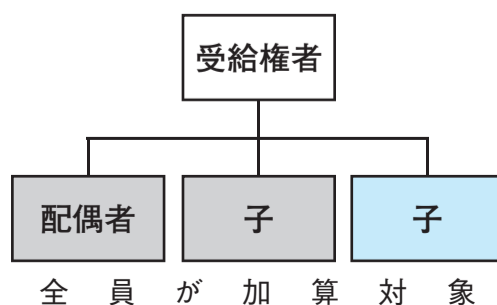 受給権者
配偶者 子 子
全員が加算対象